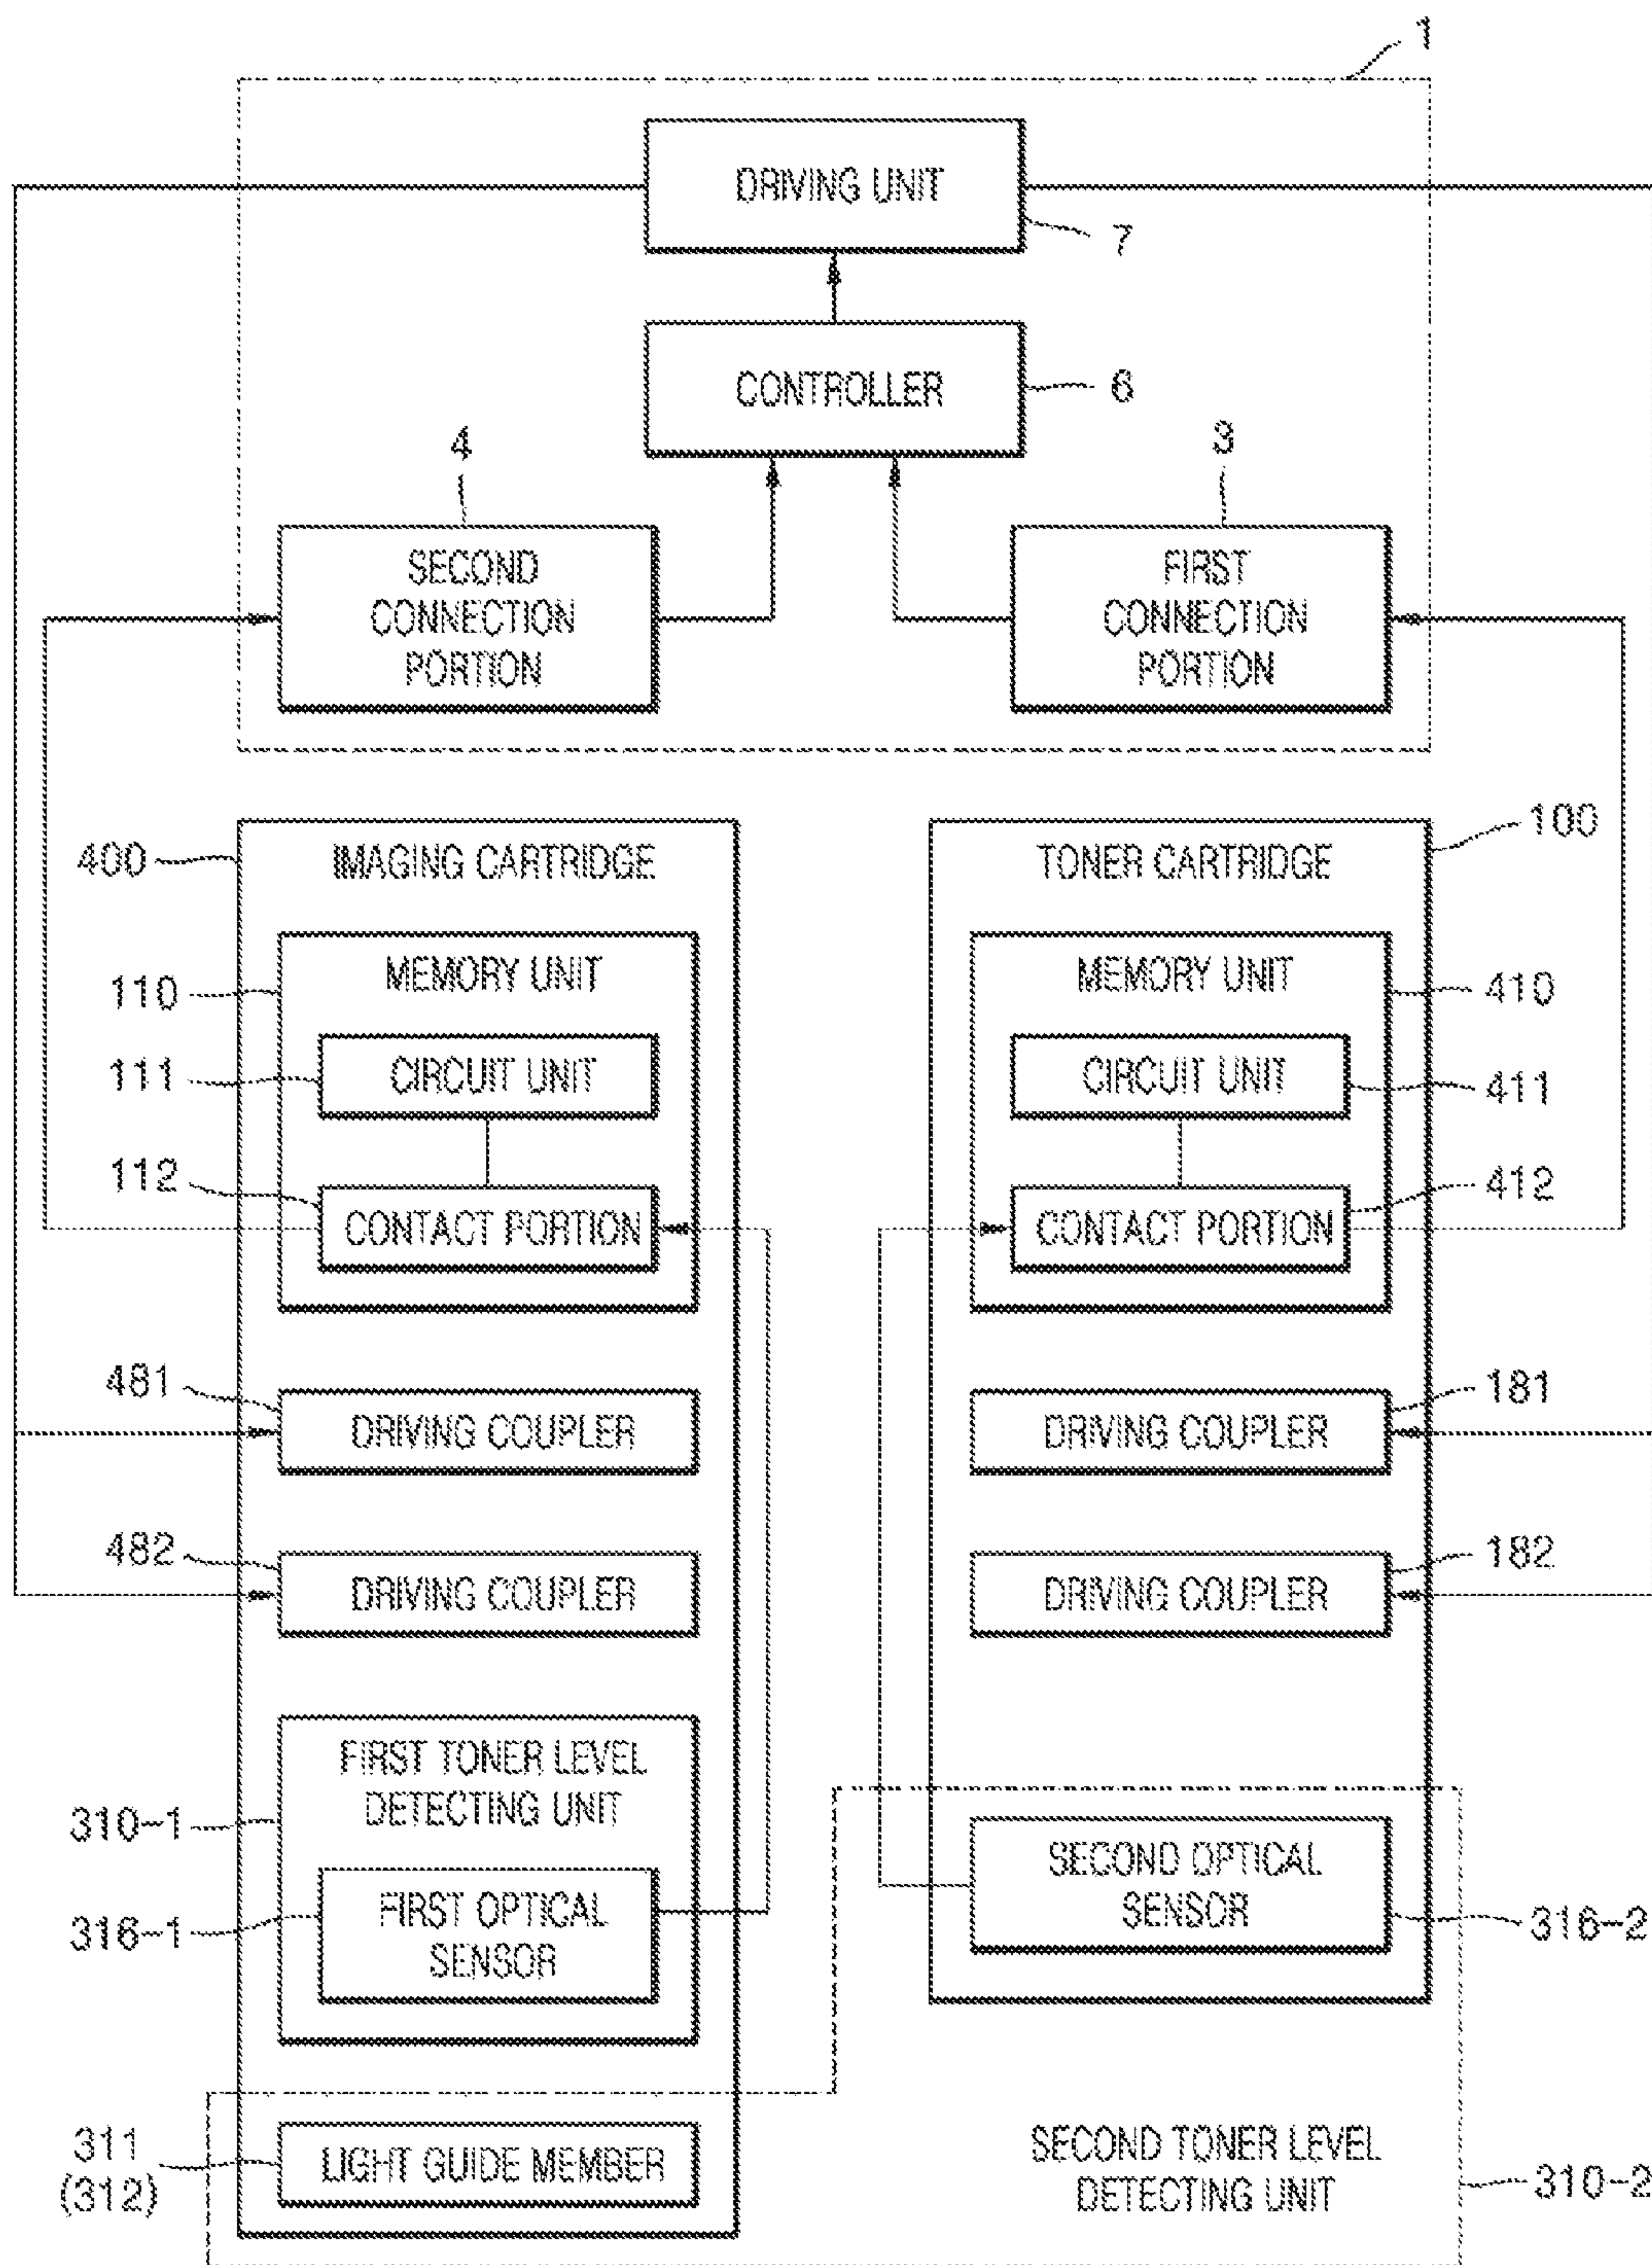 1
DRIVING UNIT
7
CONTROLLER
6
4
3
SECOND
CONNECTION
PORTION
FIRST
CONNECTION
PORTION
400
IMAGING CARTRIDGE
TONER CARTRIDGE
100
110
MEMORY UNIT
MEMORY UNIT
410
111
CIRCUIT UNIT
CIRCUIT UNIT
411
112
CONTACT PORTION
CONTACT PORTION
412
481
DRIVING COUPLER
DRIVING COUPLER
181
482
DRIVING COUPLER
DRIVING COUPLER
182
310-1
FIRST TONER LEVEL
DETECTING UNIT
316-1
FIRST OPTICAL
SENSOR
SECOND OPTICAL
SENSOR
316-2
311
(312)
LIGHT GUIDE MEMBER
SECOND TONER LEVEL
DETECTING UNIT
310-2